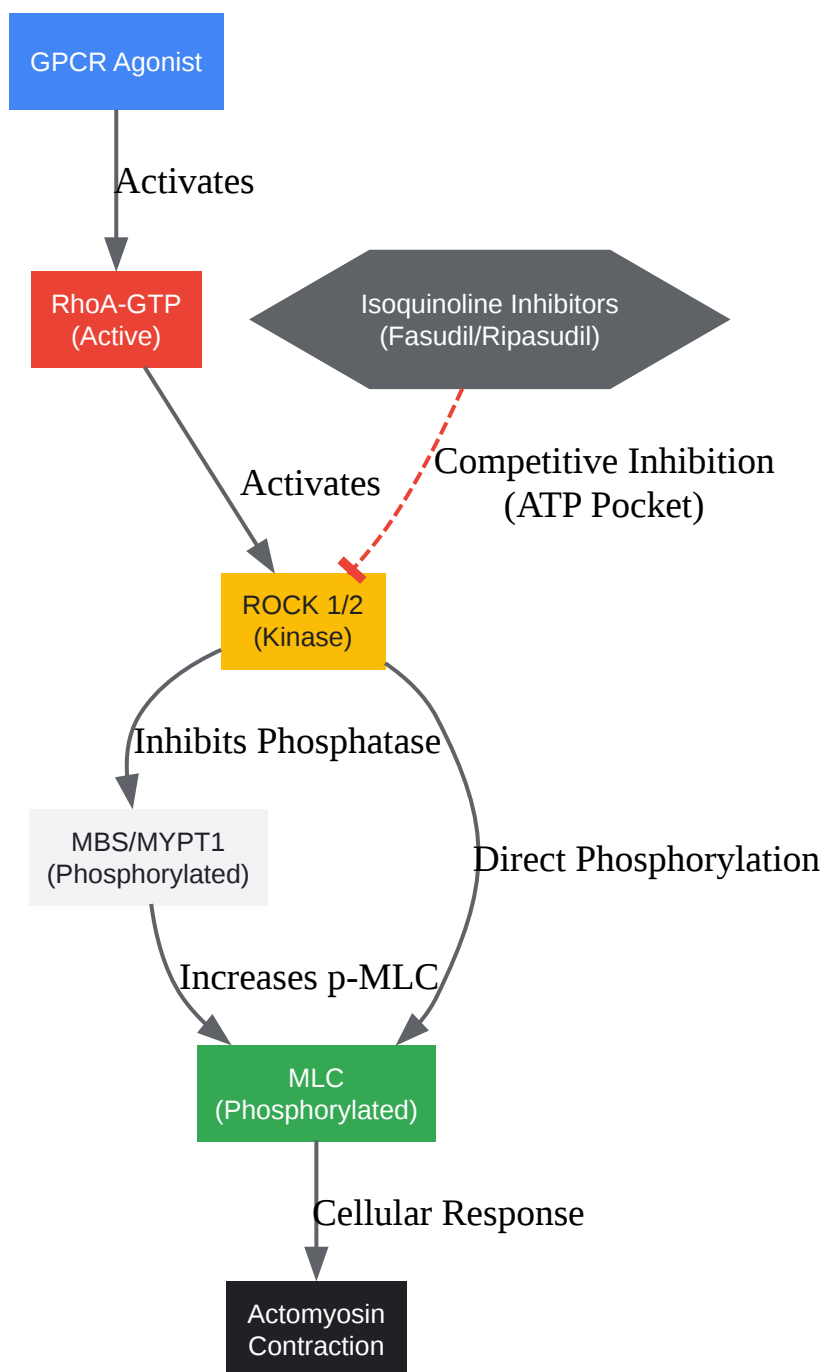 GPCR Agonist
Activates
RhoA-GTP
(Active)
Isoquinoline Inhibitors
(Fasudil/Ripasudil)
Competitive Inhibition
(ATP Pocket)
Activates
ROCK 1/2
(Kinase)
Inhibits Phosphatase
MBS/MYPT1
(Phosphorylated)
Direct Phosphorylation
Increases p-MLC
MLC
(Phosphorylated)
Cellular Response
Actomyosin
Contraction